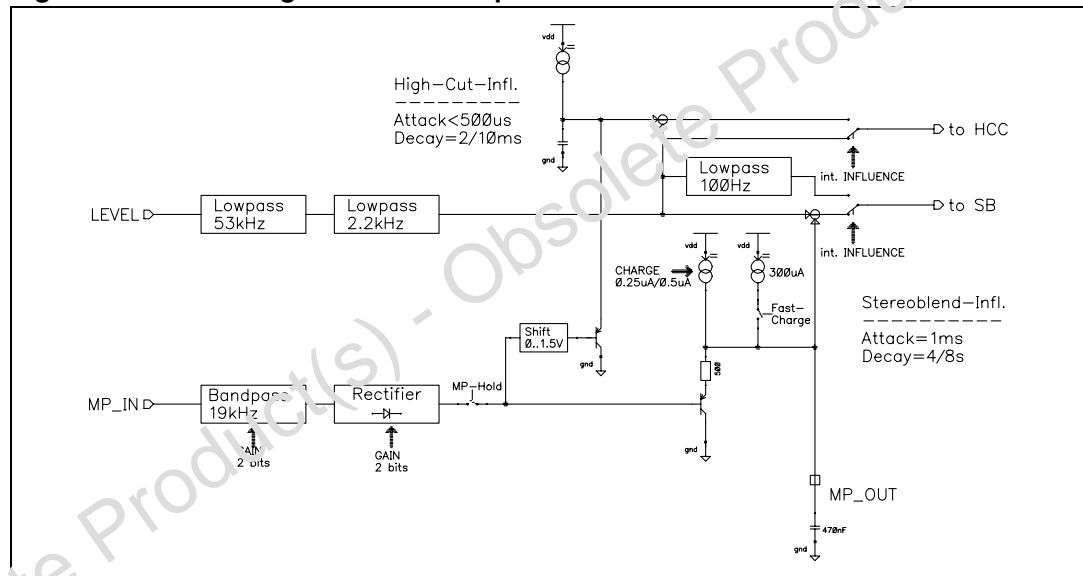 vdd
High-Cut-Infl.
Attack<500us
Decay=2/10ms
gnd
to HCC
int. INFLUENCE
Lowpass
100Hz
LEVEL
Lowpass
53kHz
Lowpass
2.2kHz
to SB
int. INFLUENCE
vdd
vdd
CHARGE
0.25uA/0.5uA
300uA
Fast-
Charge
Stereoblend-Infl.
Attack=1ms
Decay=4/8s
Shift
0..1.5V
gnd
500
MP_IN
Bandpass
19kHz
Rectifier
MP-Hold
GAIN
2 bits
GAIN
2 bits
gnd
MP_OUT
470nF
gnd
Product(s) - Obsolete Product